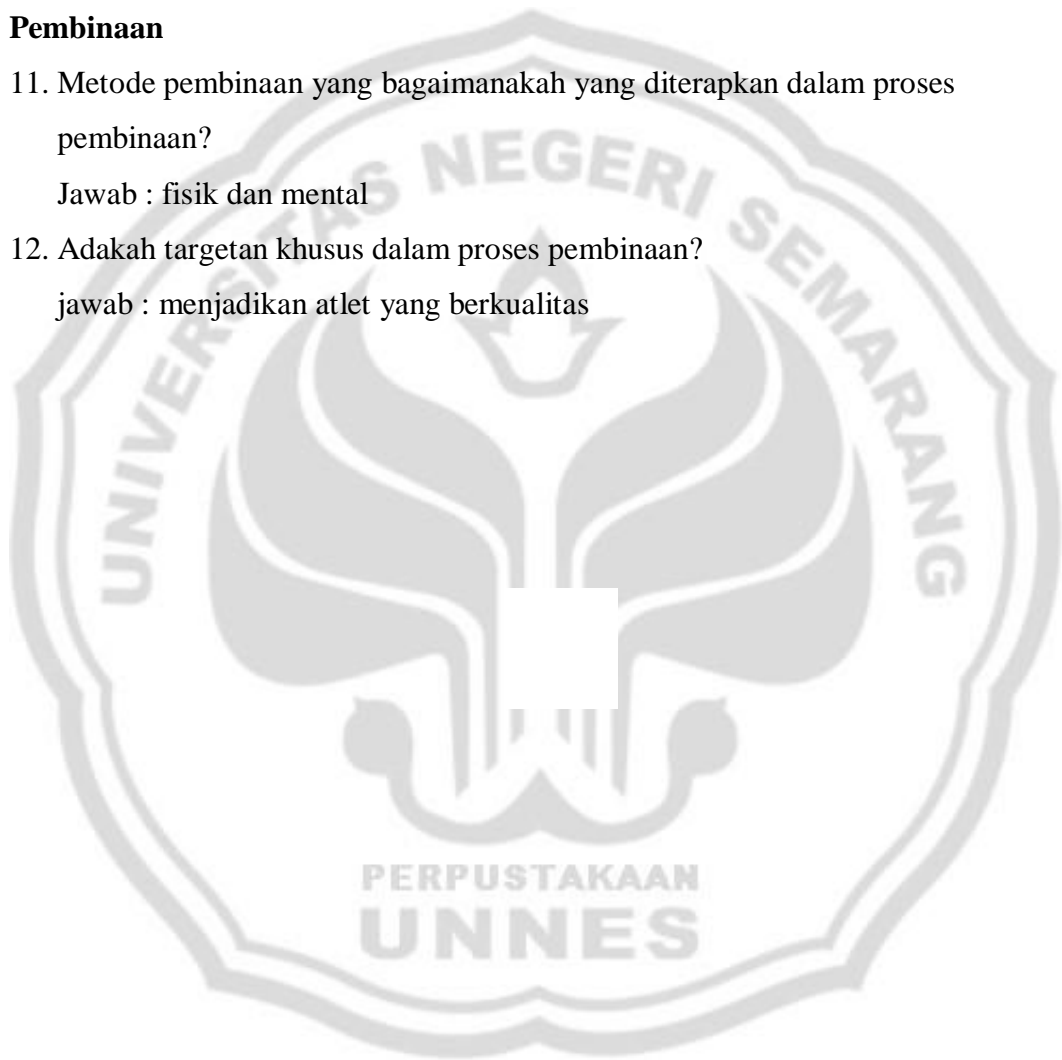 Pembinaan
11. Metode pembinaan yang bagaimanakah yang diterapkan dalam proses
pembinaan?
Jawab : fisik dan mental
12. Adakah targetan khusus dalam proses pembinaan?
jawab : menjadikan atlet yang berkualitas
UNIVERSITAS NEGERI SEMARANG
PERPUSTAKAAN
UNNES